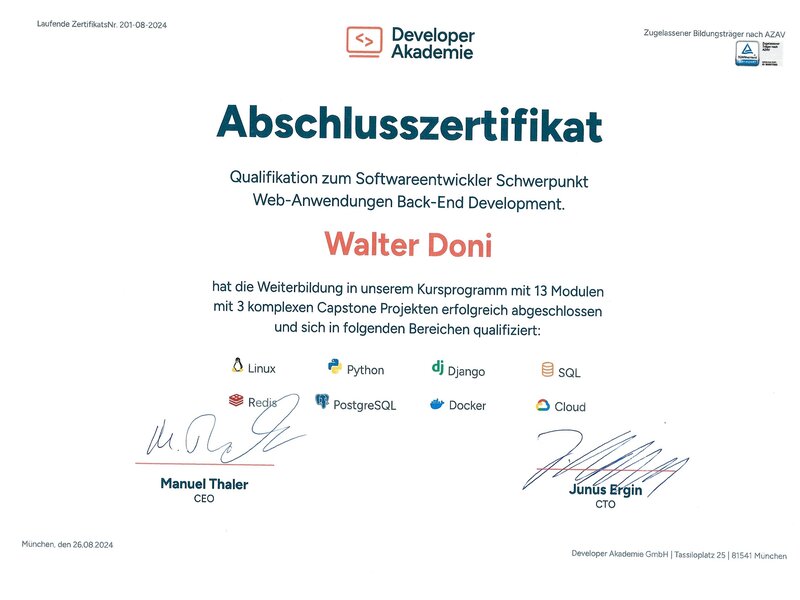 Laufende ZertifikatsNr. 201-08-2024
Developer
Akademie
Zugelassener Bildungsträger nach AZAV
Abschlusszertifikat
Qualifikation zum Softwareentwickler Schwerpunkt
Web-Anwendungen Back-End Development.
Walter Doni
hat die Weiterbildung in unserem Kursprogramm mit 13 Modulen
mit 3 komplexen Capstone Projekten erfolgreich abgeschlossen
und sich in folgenden Bereichen qualifiziert:
Linux Python dj Django SQL
Redis PostgreSQL Docker Cloud
Manuel Thaler
CEO
Junus Ergin
CTO
München, den 26.08.2024
Developer Akademie GmbH | Tassiloplatz 25 | 81541 München